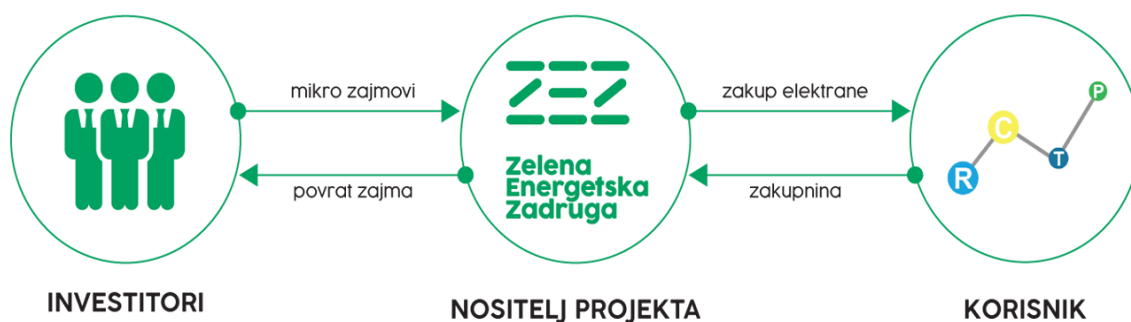 mikro zajmovi
povrat zajma
ZEZ
Zelena
Energetska
Zadruga
zakup elektrane
zakupnina
R
C
T
P
INVESTITORI
NOSITELJ PROJEKTA
KORISNIK